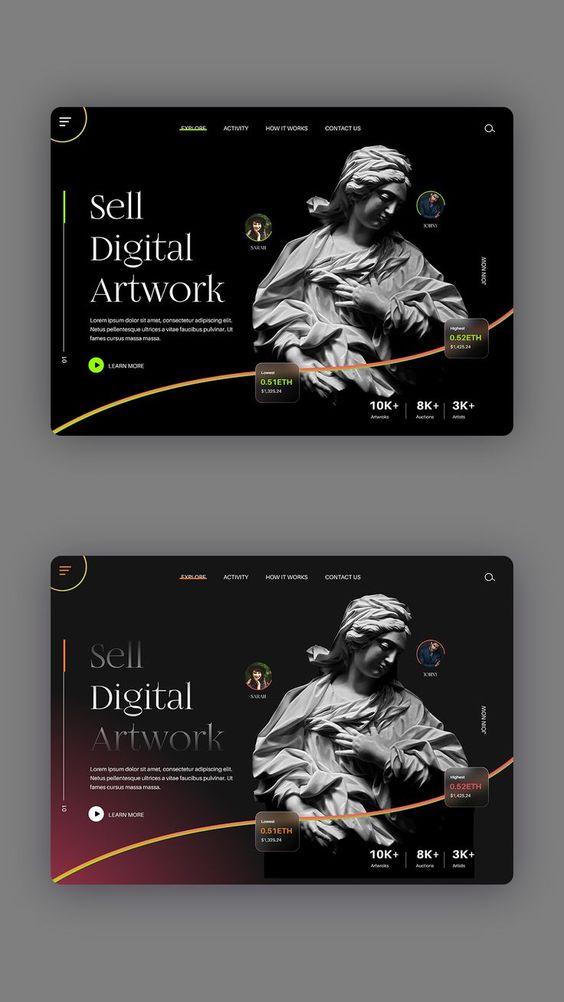 EXPLORE
ACTIVITY
HOW IT WORKS
CONTACT US
Sell
Digital
Artwork
SARAH
JOHNY
JOIN NOW
Lorem ipsum dolor sit amet, consectetur adipiscing elit.
Netus pellentesque ultrices a vitae faucibus pulvinar. Ut
fames cursus massa massa.
01
LEARN MORE
Highest
0.52ETH
$1,425.24
Lowest
0.51ETH
$1,325.24
10K+
8K+
3K+
Artwroks
Auctions
Artists
EXPLORE
ACTIVITY
HOW IT WORKS
CONTACT US
Sell
Digital
Artwork
SARAH
JOHNY
JOIN NOW
Lorem ipsum dolor sit amet, consectetur adipiscing elit.
Netus pellentesque ultrices a vitae faucibus pulvinar. Ut
fames cursus massa massa.
01
LEARN MORE
Highest
0.52ETH
$1,425.24
Lowest
0.51ETH
$1,325.24
10K+
8K+
3K+
Artwroks
Auctions
Artists